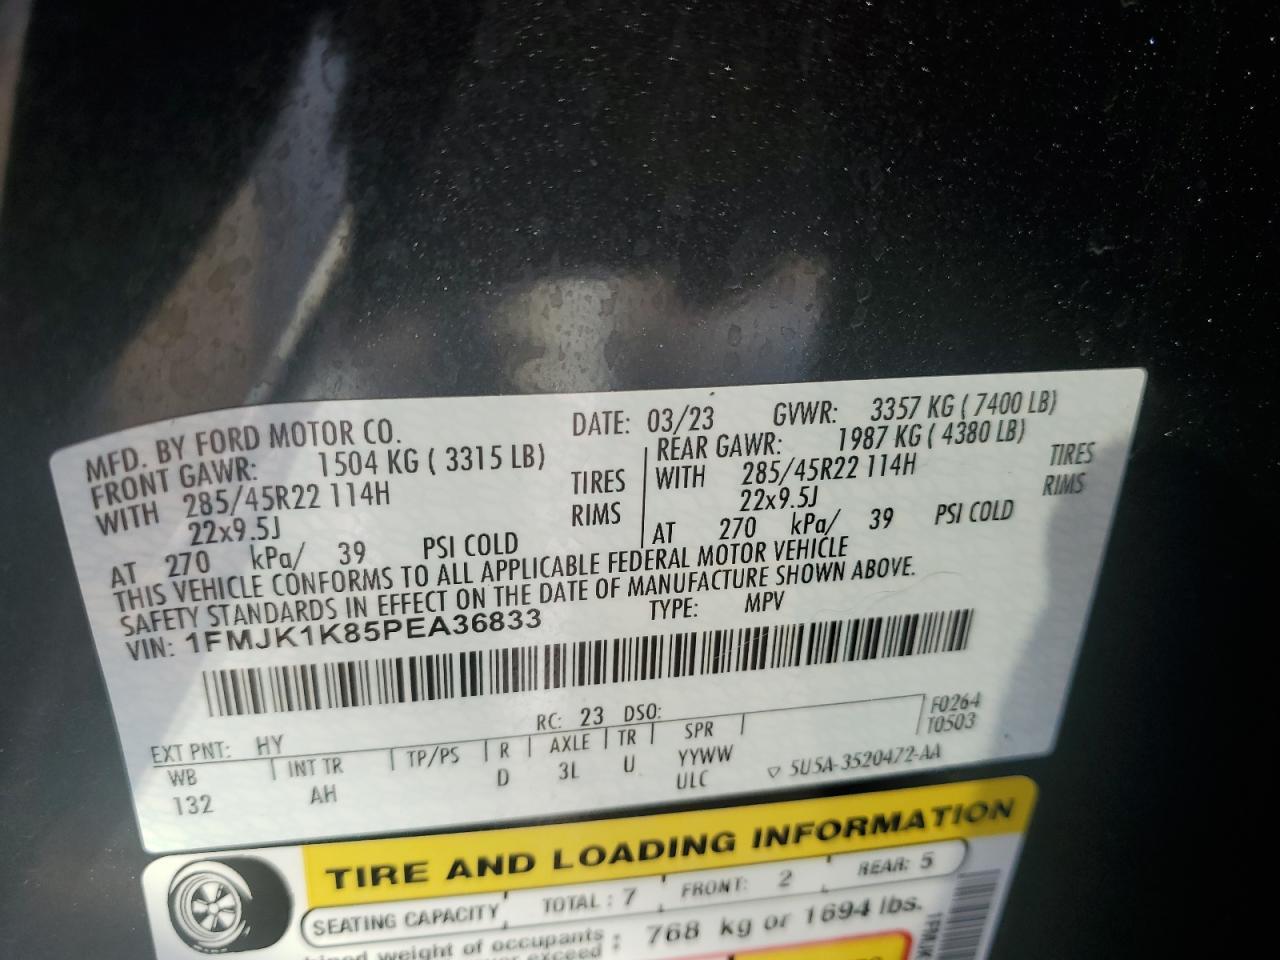 MFD. BY FORD MOTOR CO. DATE: 03/23 GVWR: 3357 KG ( 7400 LB)
FRONT GAWR: 1504 KG ( 3315 LB) REAR GAWR: 1987 KG ( 4380 LB)
WITH 285/45R22 114H TIRES WITH 285/45R22 114H TIRES
22x9.5J RIMS 22x9.5J RIMS
AT 270 kPa/ 39 PSI COLD AT 270 kPa/ 39 PSI COLD
THIS VEHICLE CONFORMS TO ALL APPLICABLE FEDERAL MOTOR VEHICLE
SAFETY STANDARDS IN EFFECT ON THE DATE OF MANUFACTURE SHOWN ABOVE.
VIN: 1FMJK1K85PEA36833 TYPE: MPV
EXT PNT: HY RC: 23 DSO: F0264
WB INT TR TP/PS R AXLE TR SPR T0503
132 AH D 3L U YYWW
ULC ▽ 5U5A-3520472-AA
TIRE AND LOADING INFORMATION
SEATING CAPACITY TOTAL : 7 FRONT: 2 REAR: 5
weight of occupants : 768 kg or 1694 lbs.
exceed